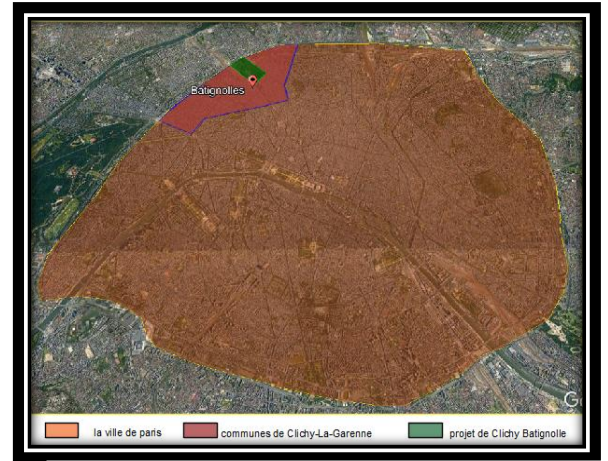 Batignolles
G
la ville de paris communes de Clichy-La-Garenne projet de Clichy Batignolle